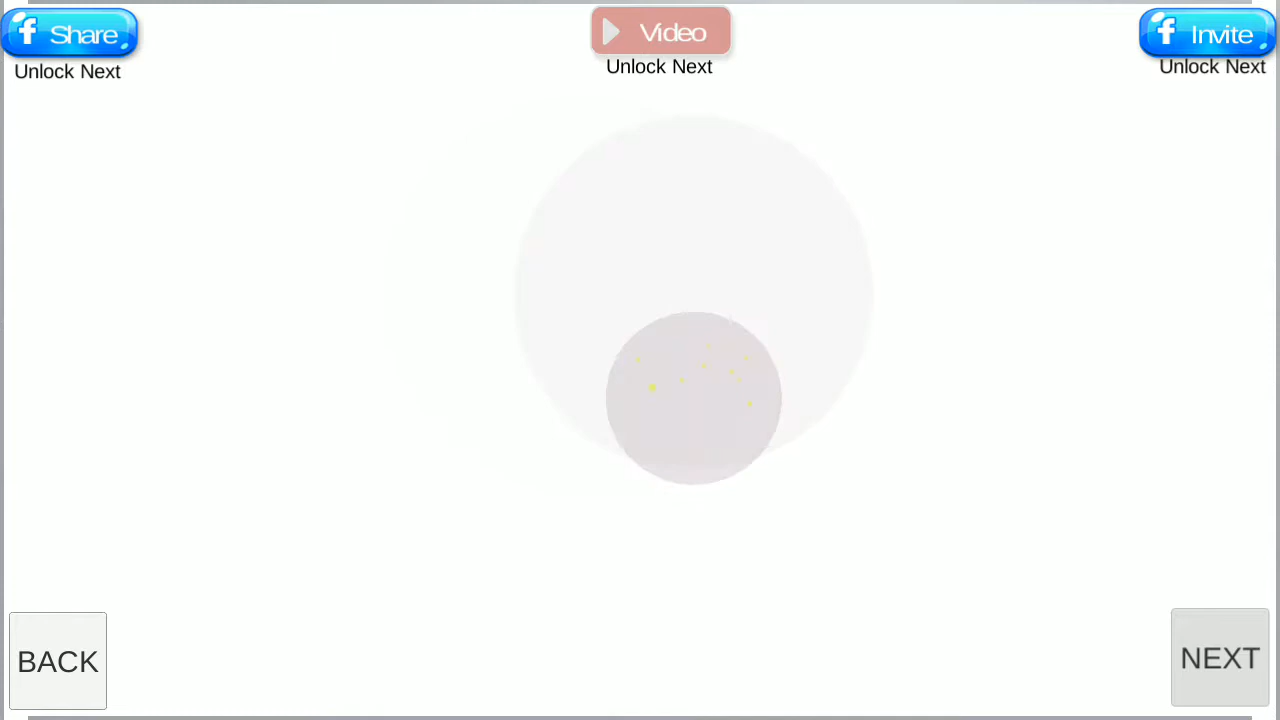 Share
Unlock Next
Video
Unlock Next
Invite
Unlock Next
BACK
NEXT